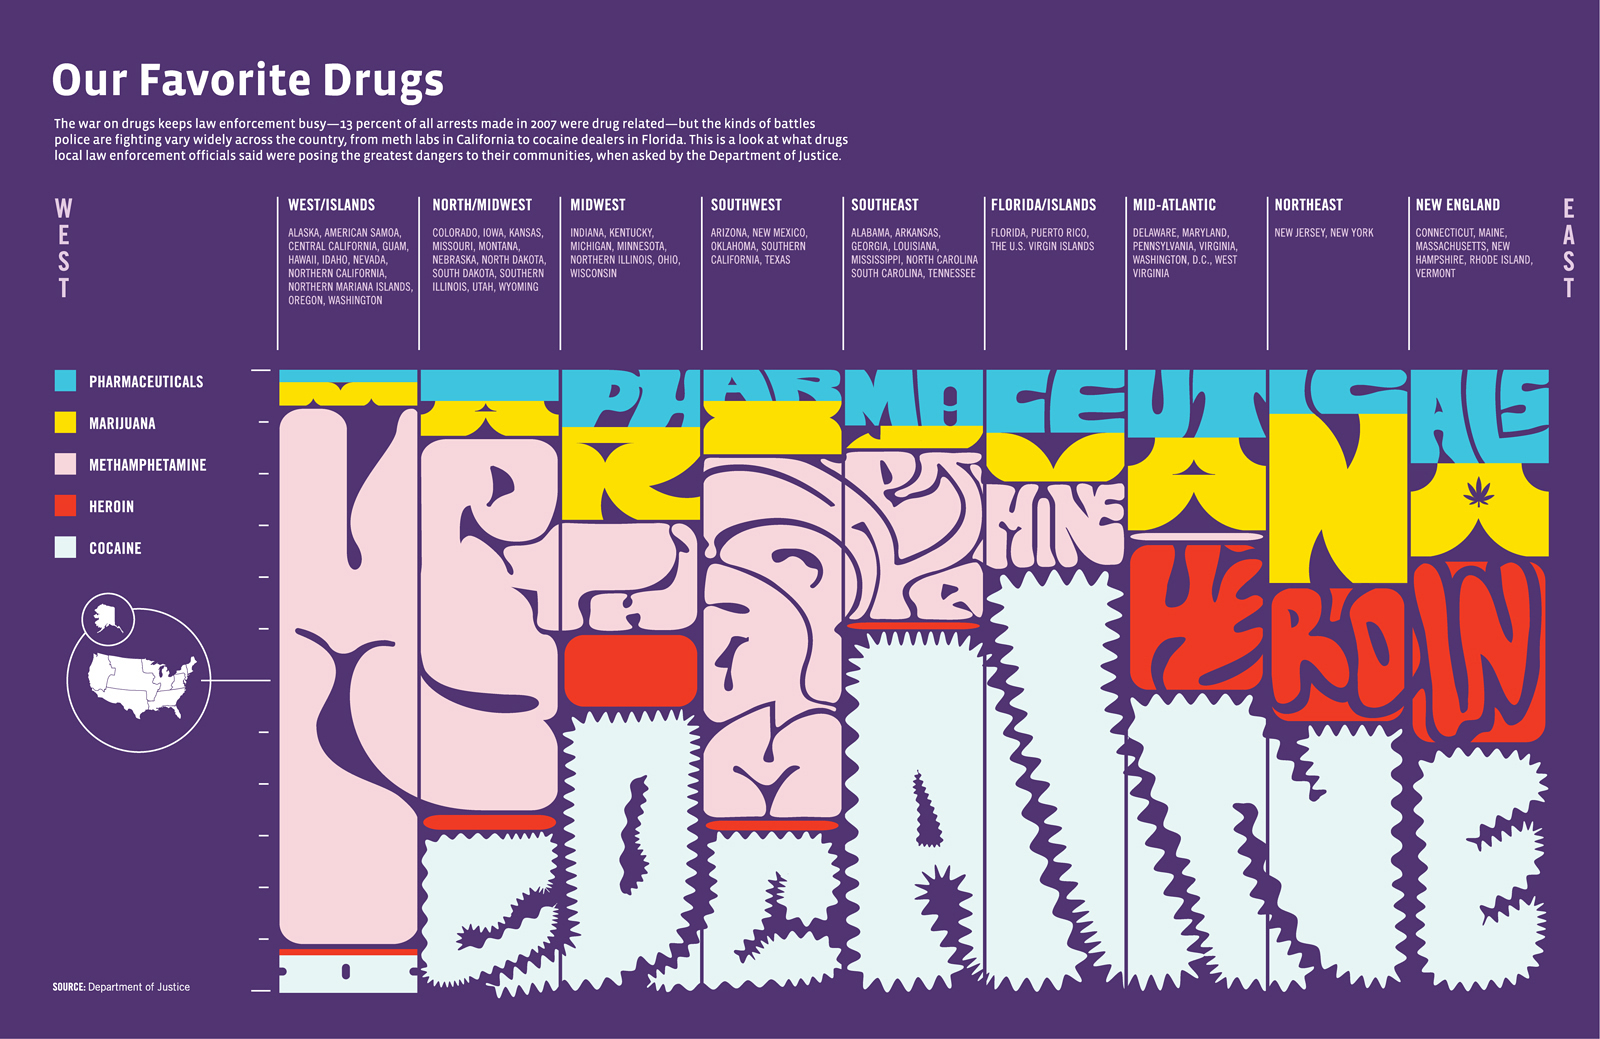 Our Favorite Drugs
The war on drugs keeps law enforcement busy—13 percent of all arrests made in 2007 were drug related—but the kinds of battles
police are fighting vary widely across the country, from meth labs in California to cocaine dealers in Florida. This is a look at what drugs
local law enforcement officials said were posing the greatest dangers to their communities, when asked by the Department of Justice.
WEST
WEST/ISLANDS
ALASKA, AMERICAN SAMOA,
CENTRAL CALIFORNIA, GUAM,
HAWAII, IDAHO, NEVADA,
NORTHERN CALIFORNIA,
NORTHERN MARIANA ISLANDS,
OREGON, WASHINGTON
NORTH/MIDWEST
COLORADO, IOWA, KANSAS,
MISSOURI, MONTANA,
NEBRASKA, NORTH DAKOTA,
SOUTH DAKOTA, SOUTHERN
ILLINOIS, UTAH, WYOMING
MIDWEST
INDIANA, KENTUCKY,
MICHIGAN, MINNESOTA,
NORTHERN ILLINOIS, OHIO,
WISCONSIN
SOUTHWEST
ARIZONA, NEW MEXICO,
OKLAHOMA, SOUTHERN
CALIFORNIA, TEXAS
SOUTHEAST
ALABAMA, ARKANSAS,
GEORGIA, LOUISIANA,
MISSISSIPPI, NORTH CAROLINA
SOUTH CAROLINA, TENNESSEE
FLORIDA/ISLANDS
FLORIDA, PUERTO RICO,
THE U.S. VIRGIN ISLANDS
MID-ATLANTIC
DELAWARE, MARYLAND,
PENNSYLVANIA, VIRGINIA,
WASHINGTON, D.C., WEST
VIRGINIA
NORTHEAST
NEW JERSEY, NEW YORK
NEW ENGLAND
CONNECTICUT, MAINE,
MASSACHUSETTS, NEW
HAMPSHIRE, RHODE ISLAND,
VERMONT
EAST
PHARMACEUTICALS
MARIJUANA
METHAMPHETAMINE
HEROIN
COCAINE
PHARMACEUTICALS
MARIJUANA
METHAMPHETAMINE
HEROIN
COCAINE
SOURCE: Department of Justice